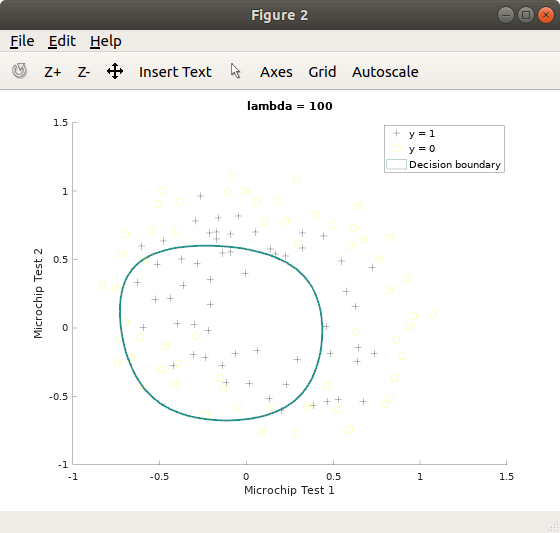 Figure 2
File Edit Help
Z+ Z- Insert Text Axes Grid Autoscale
lambda = 100
y = 1
y = 0
Decision boundary
1.5
1
0.5
0
-0.5
-1
Microchip Test 2
-1 -0.5 0 0.5 1 1.5
Microchip Test 1